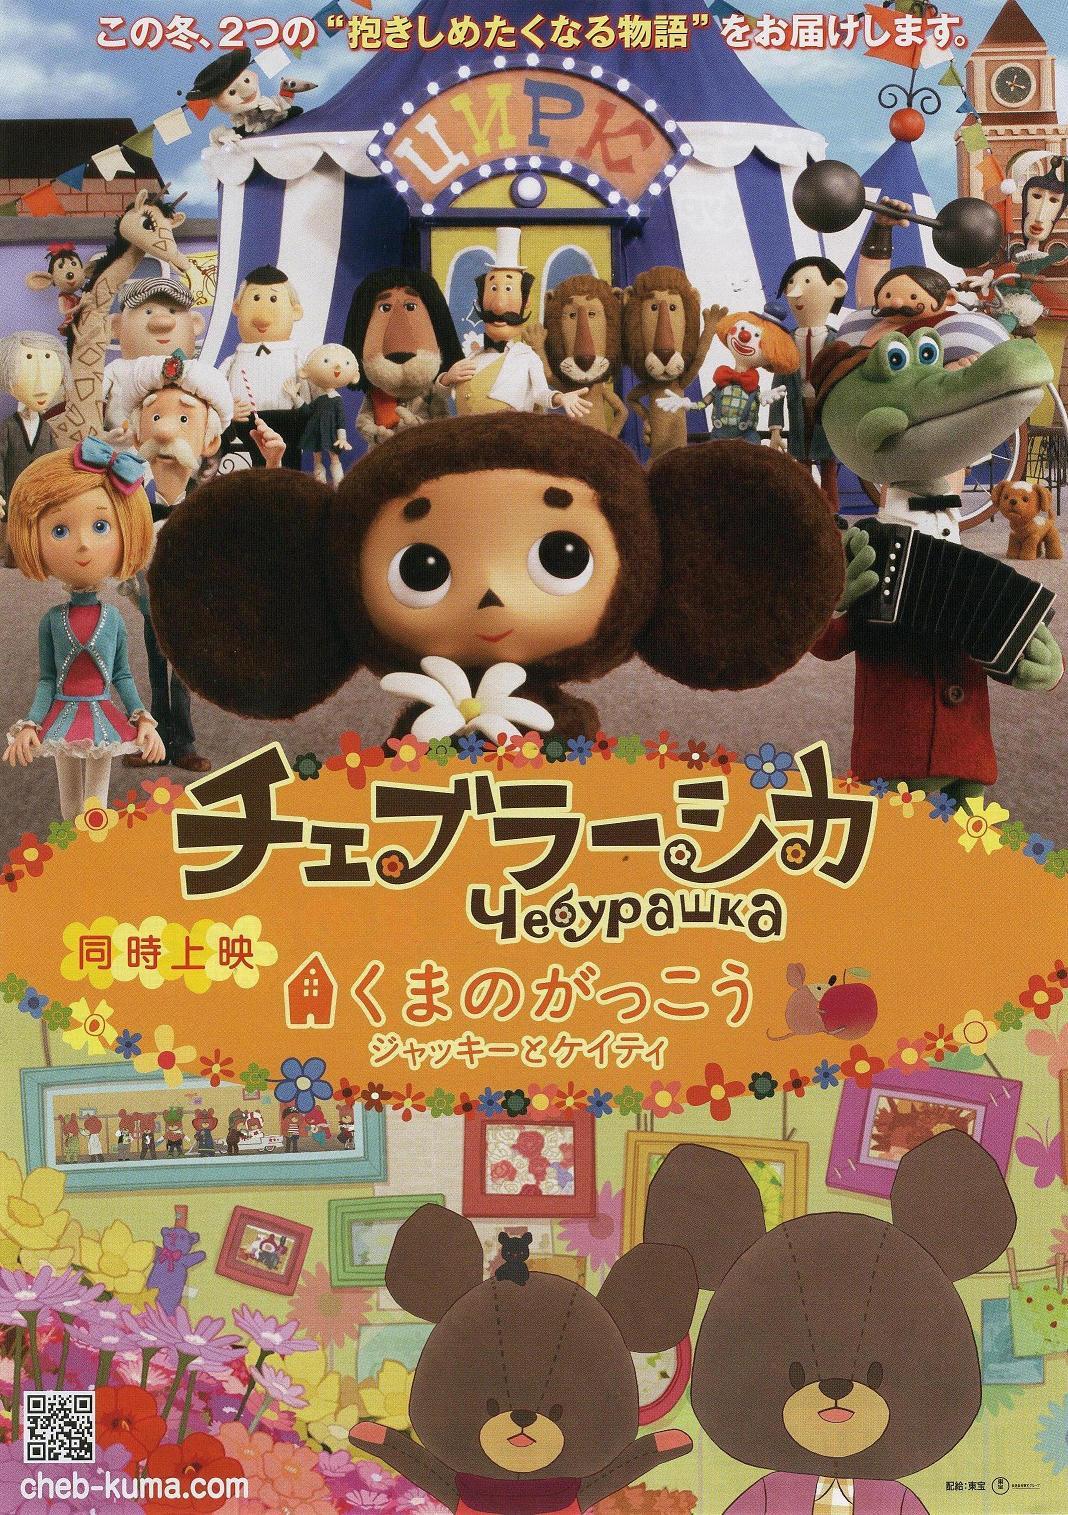 この冬、2つの“抱きしめたくなる物語”をお届けします。
ЦИРК
チェブラーシカ
Чебурашка
同時上映
くまのがっこう
ジャッキーとケイティ
cheb-kuma.com
配給:東宝